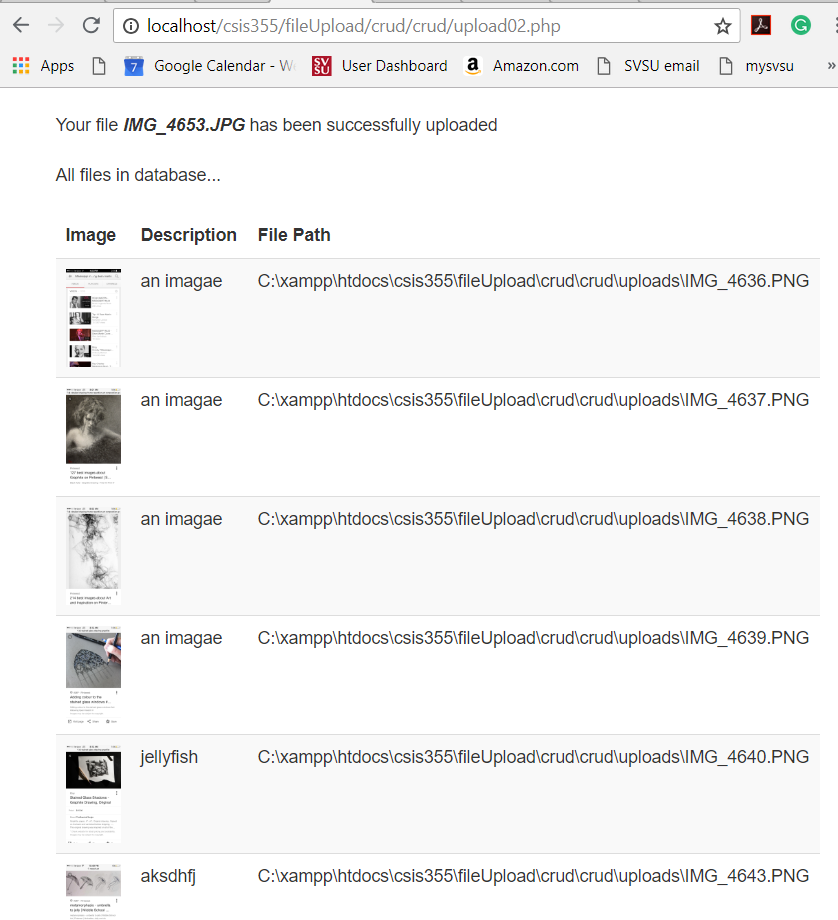 localhost/csis355/fileUpload/crud/crud/upload02.php
Apps 7 Google Calendar - W SV SU User Dashboard a Amazon.com SVSU email mysvsu »
Your file IMG_4653.JPG has been successfully uploaded
All files in database...
Image Description File Path
an imagae C:\xampp\htdocs\csis355\fileUpload\crud\crud\uploads\IMG_4636.PNG
an imagae C:\xampp\htdocs\csis355\fileUpload\crud\crud\uploads\IMG_4637.PNG
an imagae C:\xampp\htdocs\csis355\fileUpload\crud\crud\uploads\IMG_4638.PNG
an imagae C:\xampp\htdocs\csis355\fileUpload\crud\crud\uploads\IMG_4639.PNG
jellyfish C:\xampp\htdocs\csis355\fileUpload\crud\crud\uploads\IMG_4640.PNG
aksdhfj C:\xampp\htdocs\csis355\fileUpload\crud\crud\uploads\IMG_4643.PNG